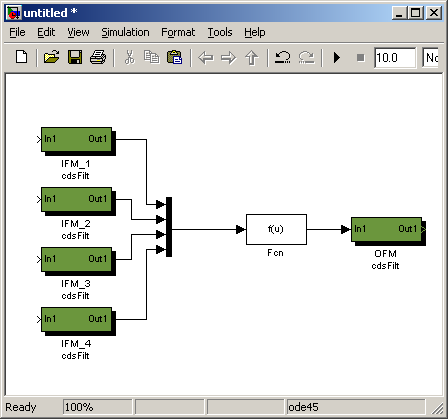 untitled *
File Edit View Simulation Format Tools Help
10.0
In1 Out1
IFM_1
cdsFilt
In1 Out1
IFM_2
cdsFilt
In1 Out1
IFM_3
cdsFilt
In1 Out1
IFM_4
cdsFilt
f(u)
Fcn
In1 Out1
OFM
cdsFilt
Ready 100% ode45